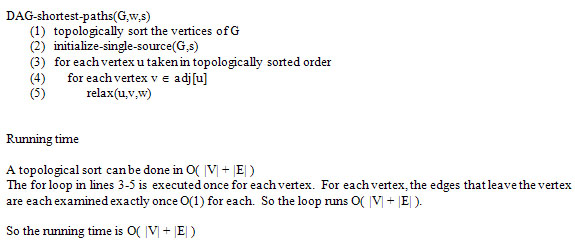 DAG-shortest-paths(G,w,s)
(1) topologically sort the vertices of G
(2) initialize-single-source(G,s)
(3) for each vertex u taken in topologically sorted order
(4) for each vertex v ∈ adj[u]
(5) relax(u,v,w)
Running time
A topological sort can be done in O( |V| + |E| )
The for loop in lines 3-5 is executed once for each vertex. For each vertex, the edges that leave the vertex
are each examined exactly once O(1) for each. So the loop runs O( |V| + |E| ).
So the running time is O( |V| + |E| )